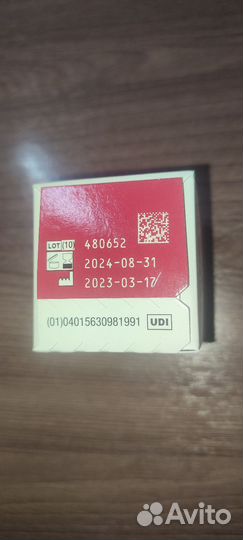 LOT (10) 480652
2024-08-31
2023-03-17
(01)04015630981991 UDI
Avito